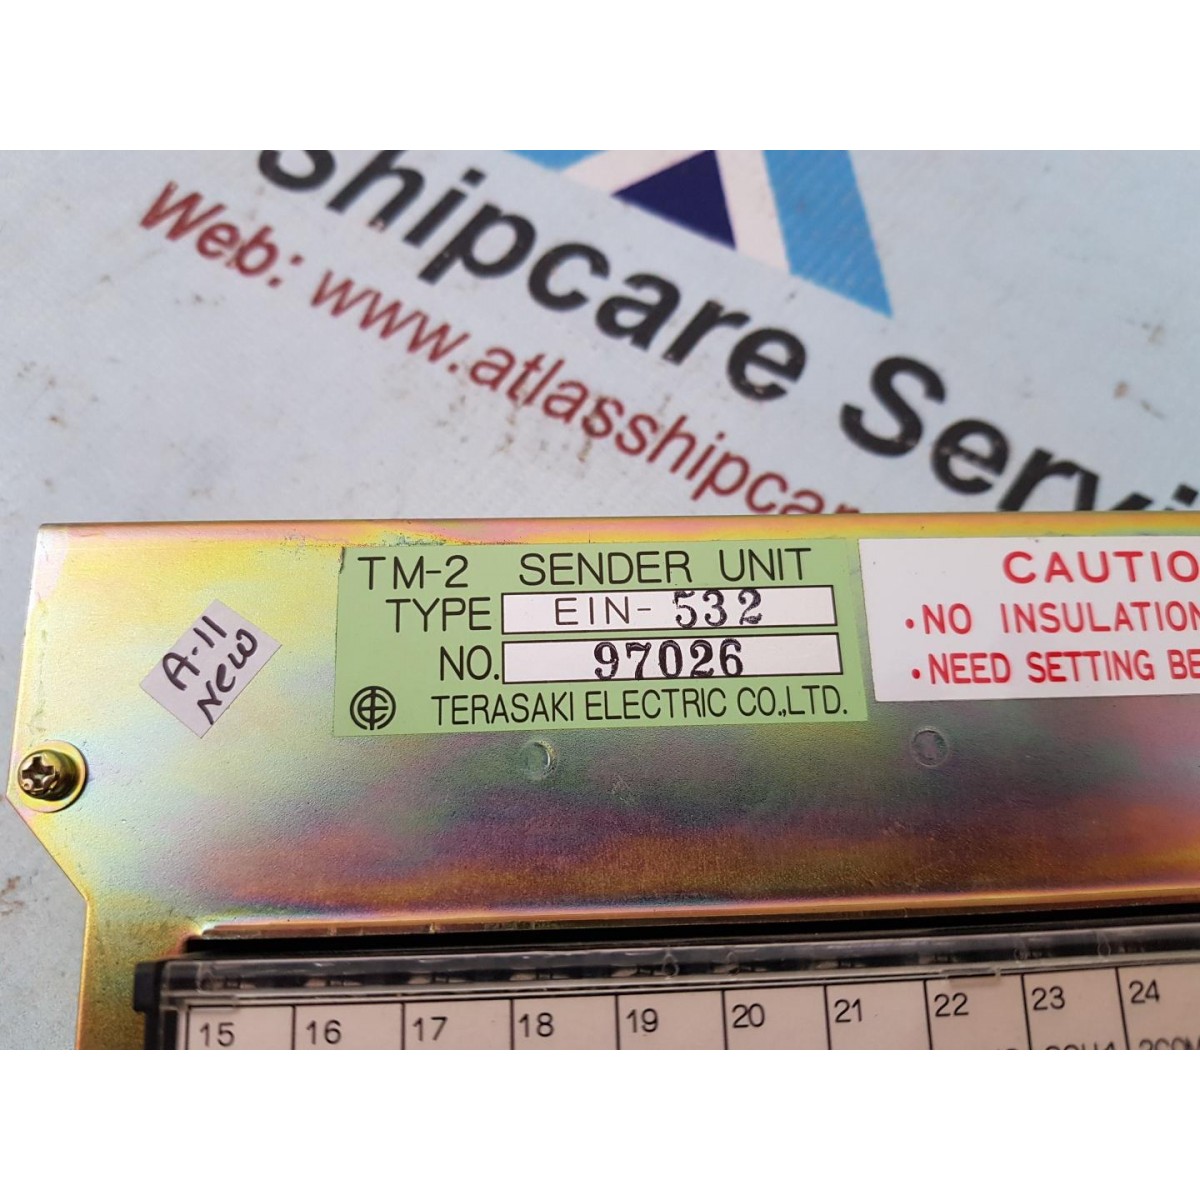 shipcare Servi
Web: www.atlasshipcar
TM-2 SENDER UNIT
TYPE EIN-532
NO. 97026
TERASAKI ELECTRIC CO.,LTD.
CAUTIO
•NO INSULATION
•NEED SETTING BE
A-11
NEW
15 16 17 18 19 20 21 22 23 24